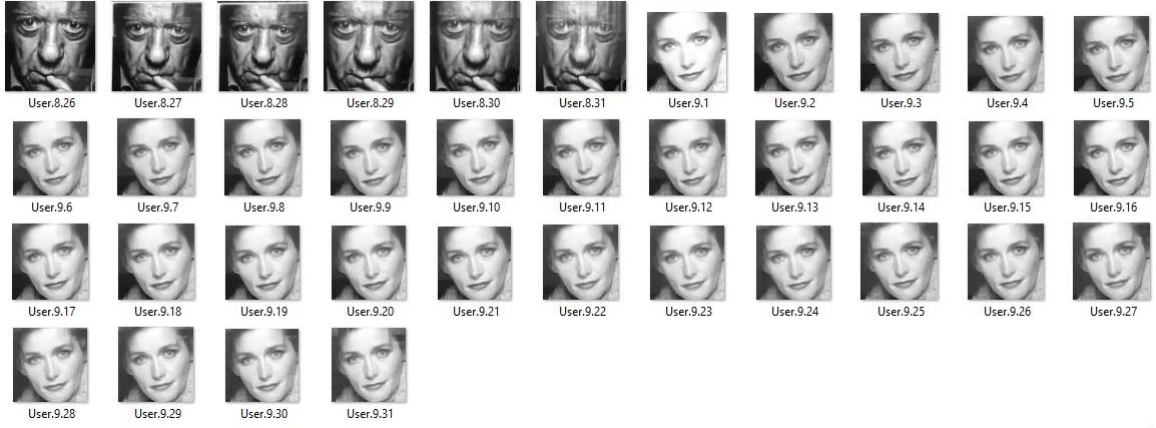 User.8.26 User.8.27 User.8.28 User.8.29 User.8.30 User.8.31 User.9.1 User.9.2 User.9.3 User.9.4 User.9.5
User.9.6 User.9.7 User.9.8 User.9.9 User.9.10 User.9.11 User.9.12 User.9.13 User.9.14 User.9.15 User.9.16
User.9.17 User.9.18 User.9.19 User.9.20 User.9.21 User.9.22 User.9.23 User.9.24 User.9.25 User.9.26 User.9.27
User.9.28 User.9.29 User.9.30 User.9.31